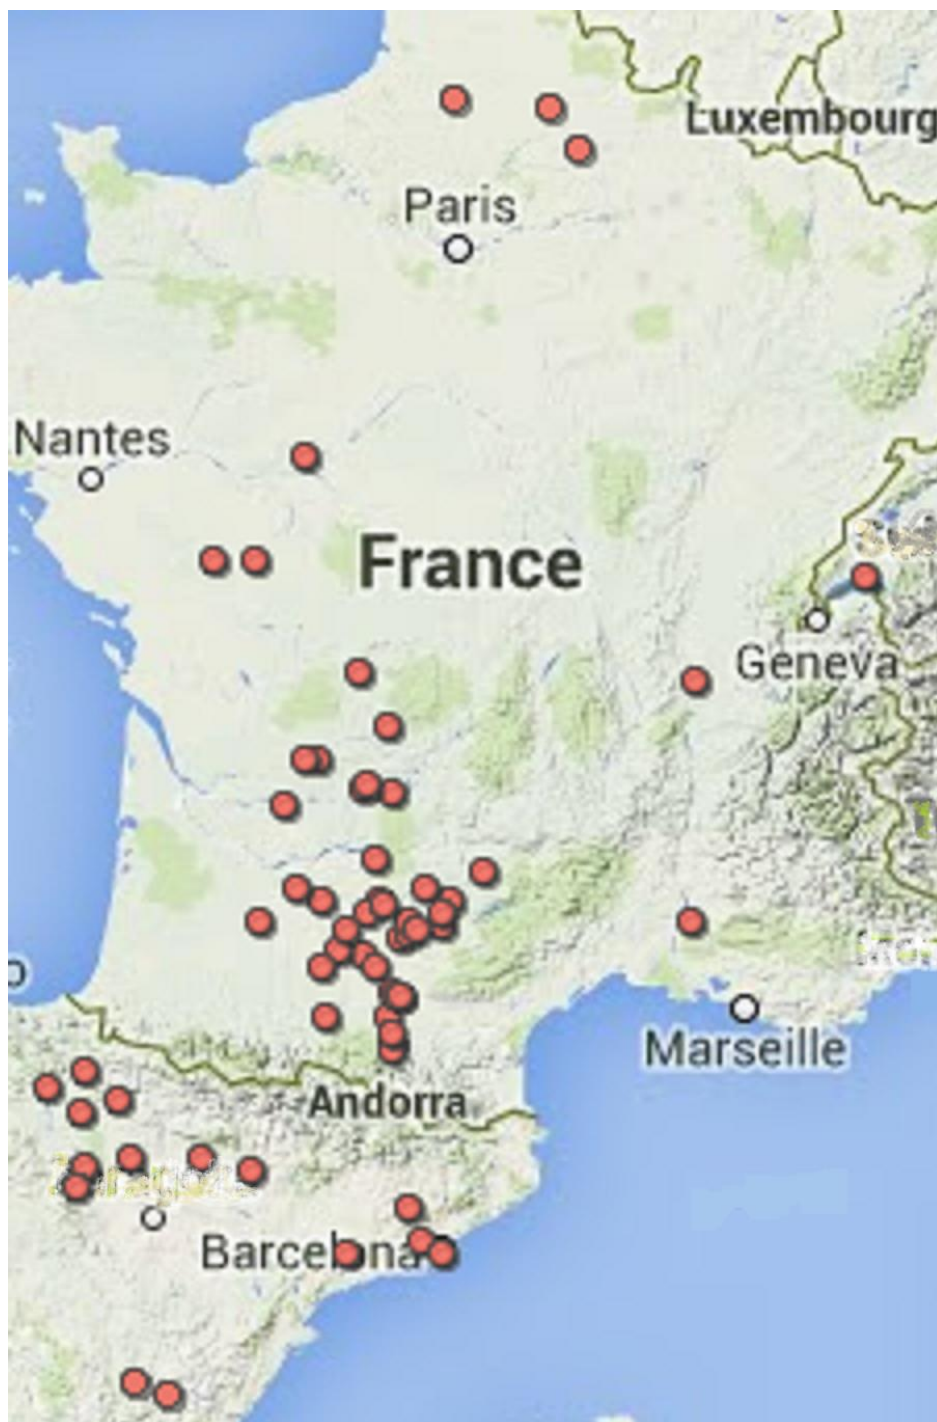 Luxembourg
Paris
Nantes
France
Geneva
Marseille
Andorra
Barcelona